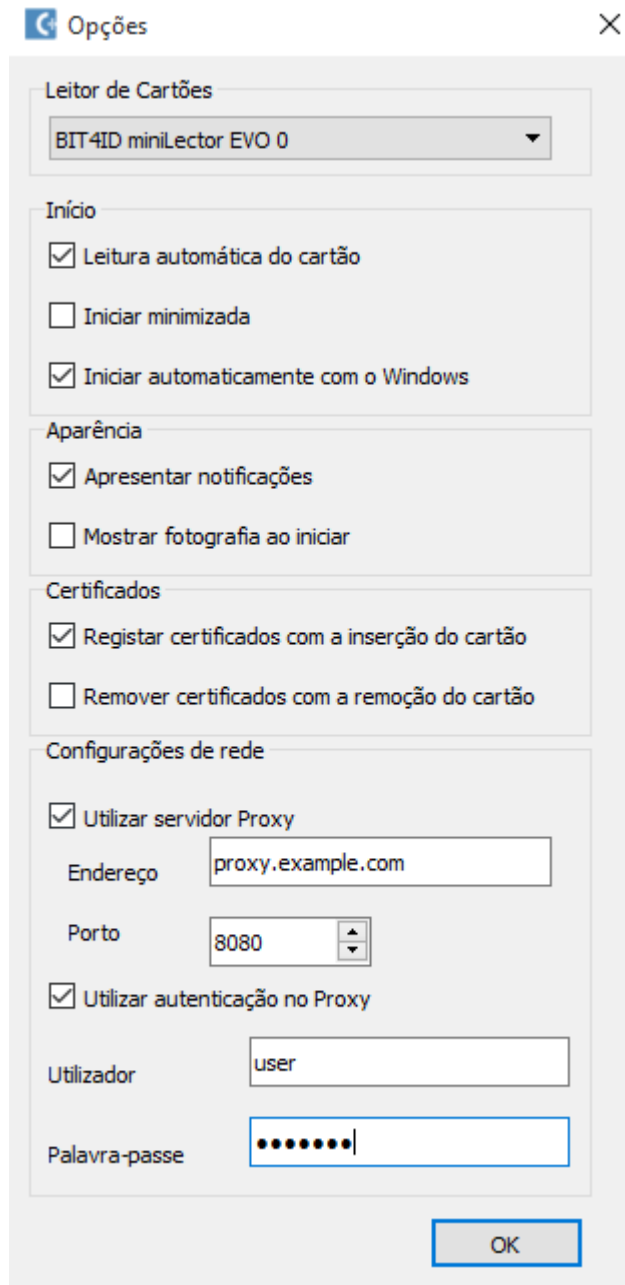 Opções
Leitor de Cartões
BIT4ID miniLector EVO 0
Início
Leitura automática do cartão
Iniciar minimizada
Iniciar automaticamente com o Windows
Aparência
Apresentar notificações
Mostrar fotografia ao iniciar
Certificados
Registar certificados com a inserção do cartão
Remover certificados com a remoção do cartão
Configurações de rede
Utilizar servidor Proxy
Endereço proxy.example.com
Porto 8080
Utilizar autenticação no Proxy
Utilizador user
Palavra-passe •••••••
OK